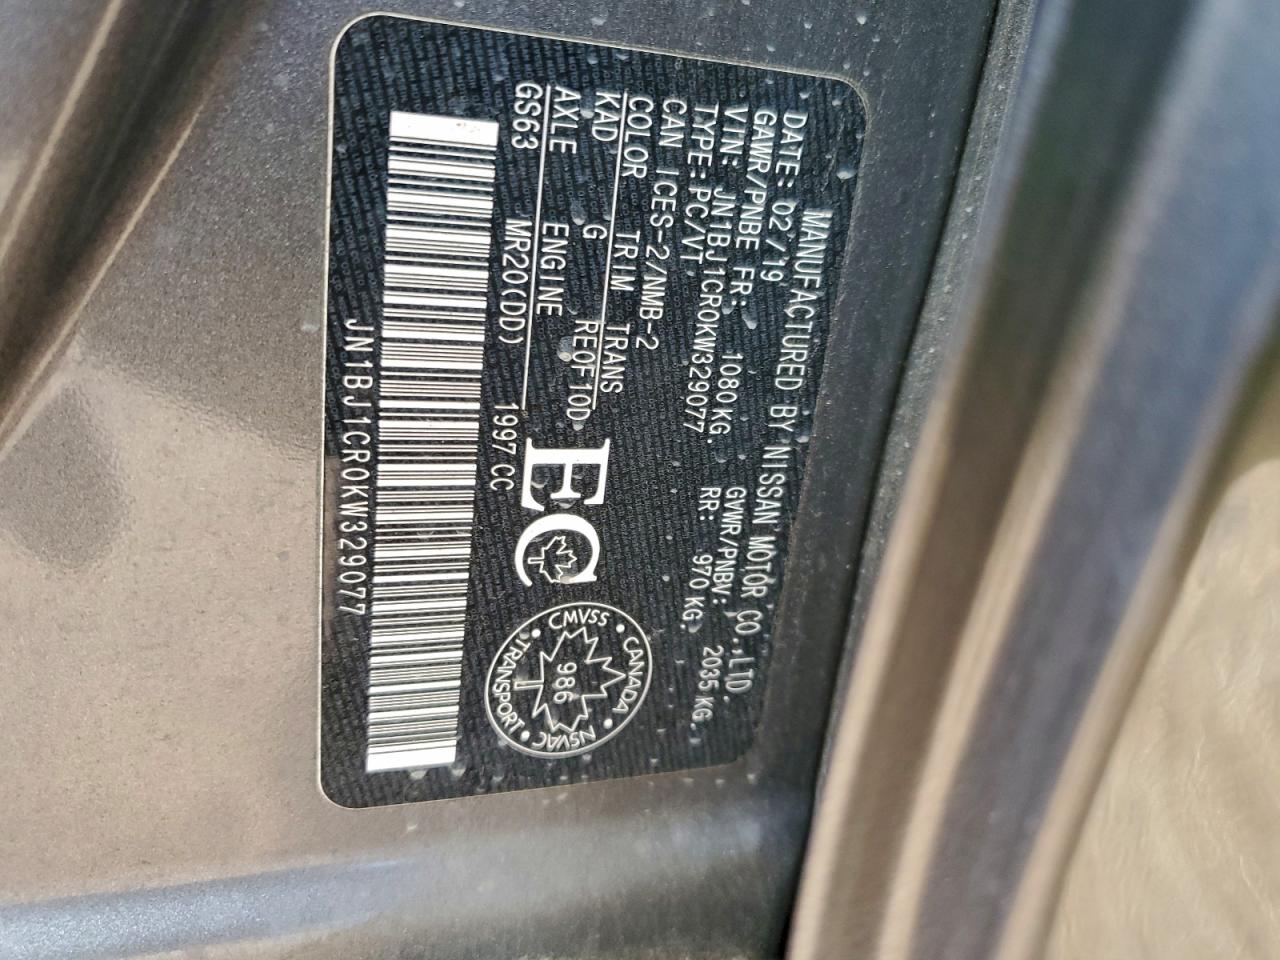 MANUFACTURED BY NISSAN MOTOR CO.,LTD.
DATE: 02/19 GVWR/PNBV: 2035 KG.
GAWR/PNBE FR: 1080 KG. RR: 970 KG.
VIN: JN1BJ1CR0KW329077
TYPE: PC/VT
CAN ICES-2/NMB-2
COLOR TRIM TRANS
KAD G RE0F10D
AXLE ENGINE
GS63 MR20(DD) 1997 CC
EC
CANADA • CMVSS • TRANSPORT • NSVAC •
986
JN1BJ1CR0KW329077